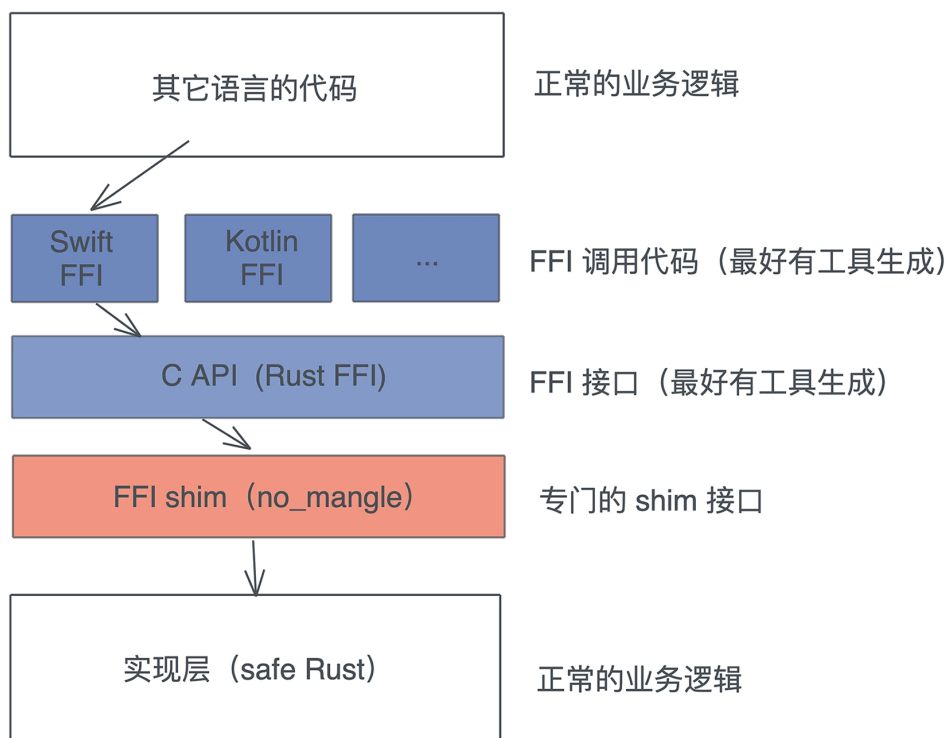 其它语言的代码
正常的业务逻辑
Swift
FFI
Kotlin
FFI
...
FFI 调用代码（最好有工具生成）
C API（Rust FFI）
FFI 接口（最好有工具生成）
FFI shim（no_mangle）
专门的 shim 接口
实现层（safe Rust）
正常的业务逻辑